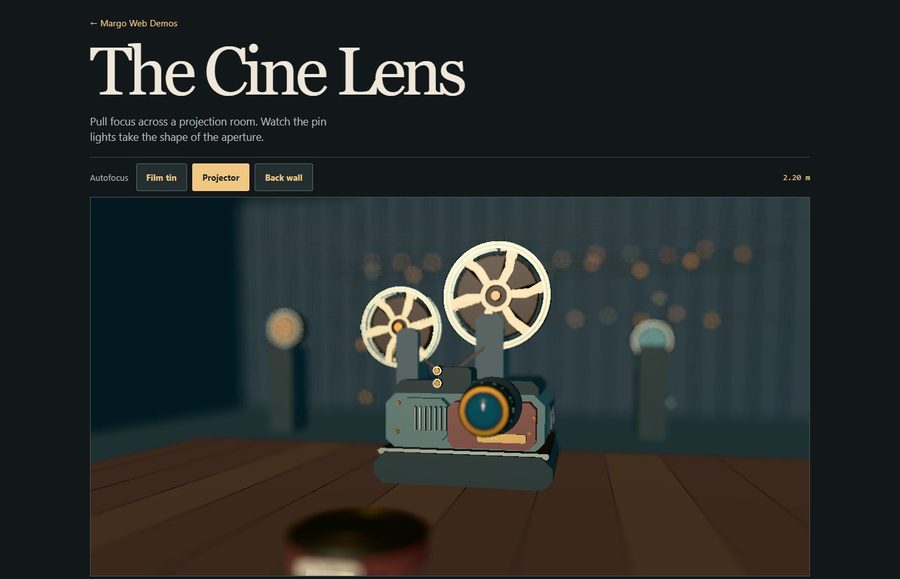 ← Margo Web Demos
The Cine Lens
Pull focus across a projection room. Watch the pin
lights take the shape of the aperture.
Autofocus Film tin Projector Back wall 2.20 m